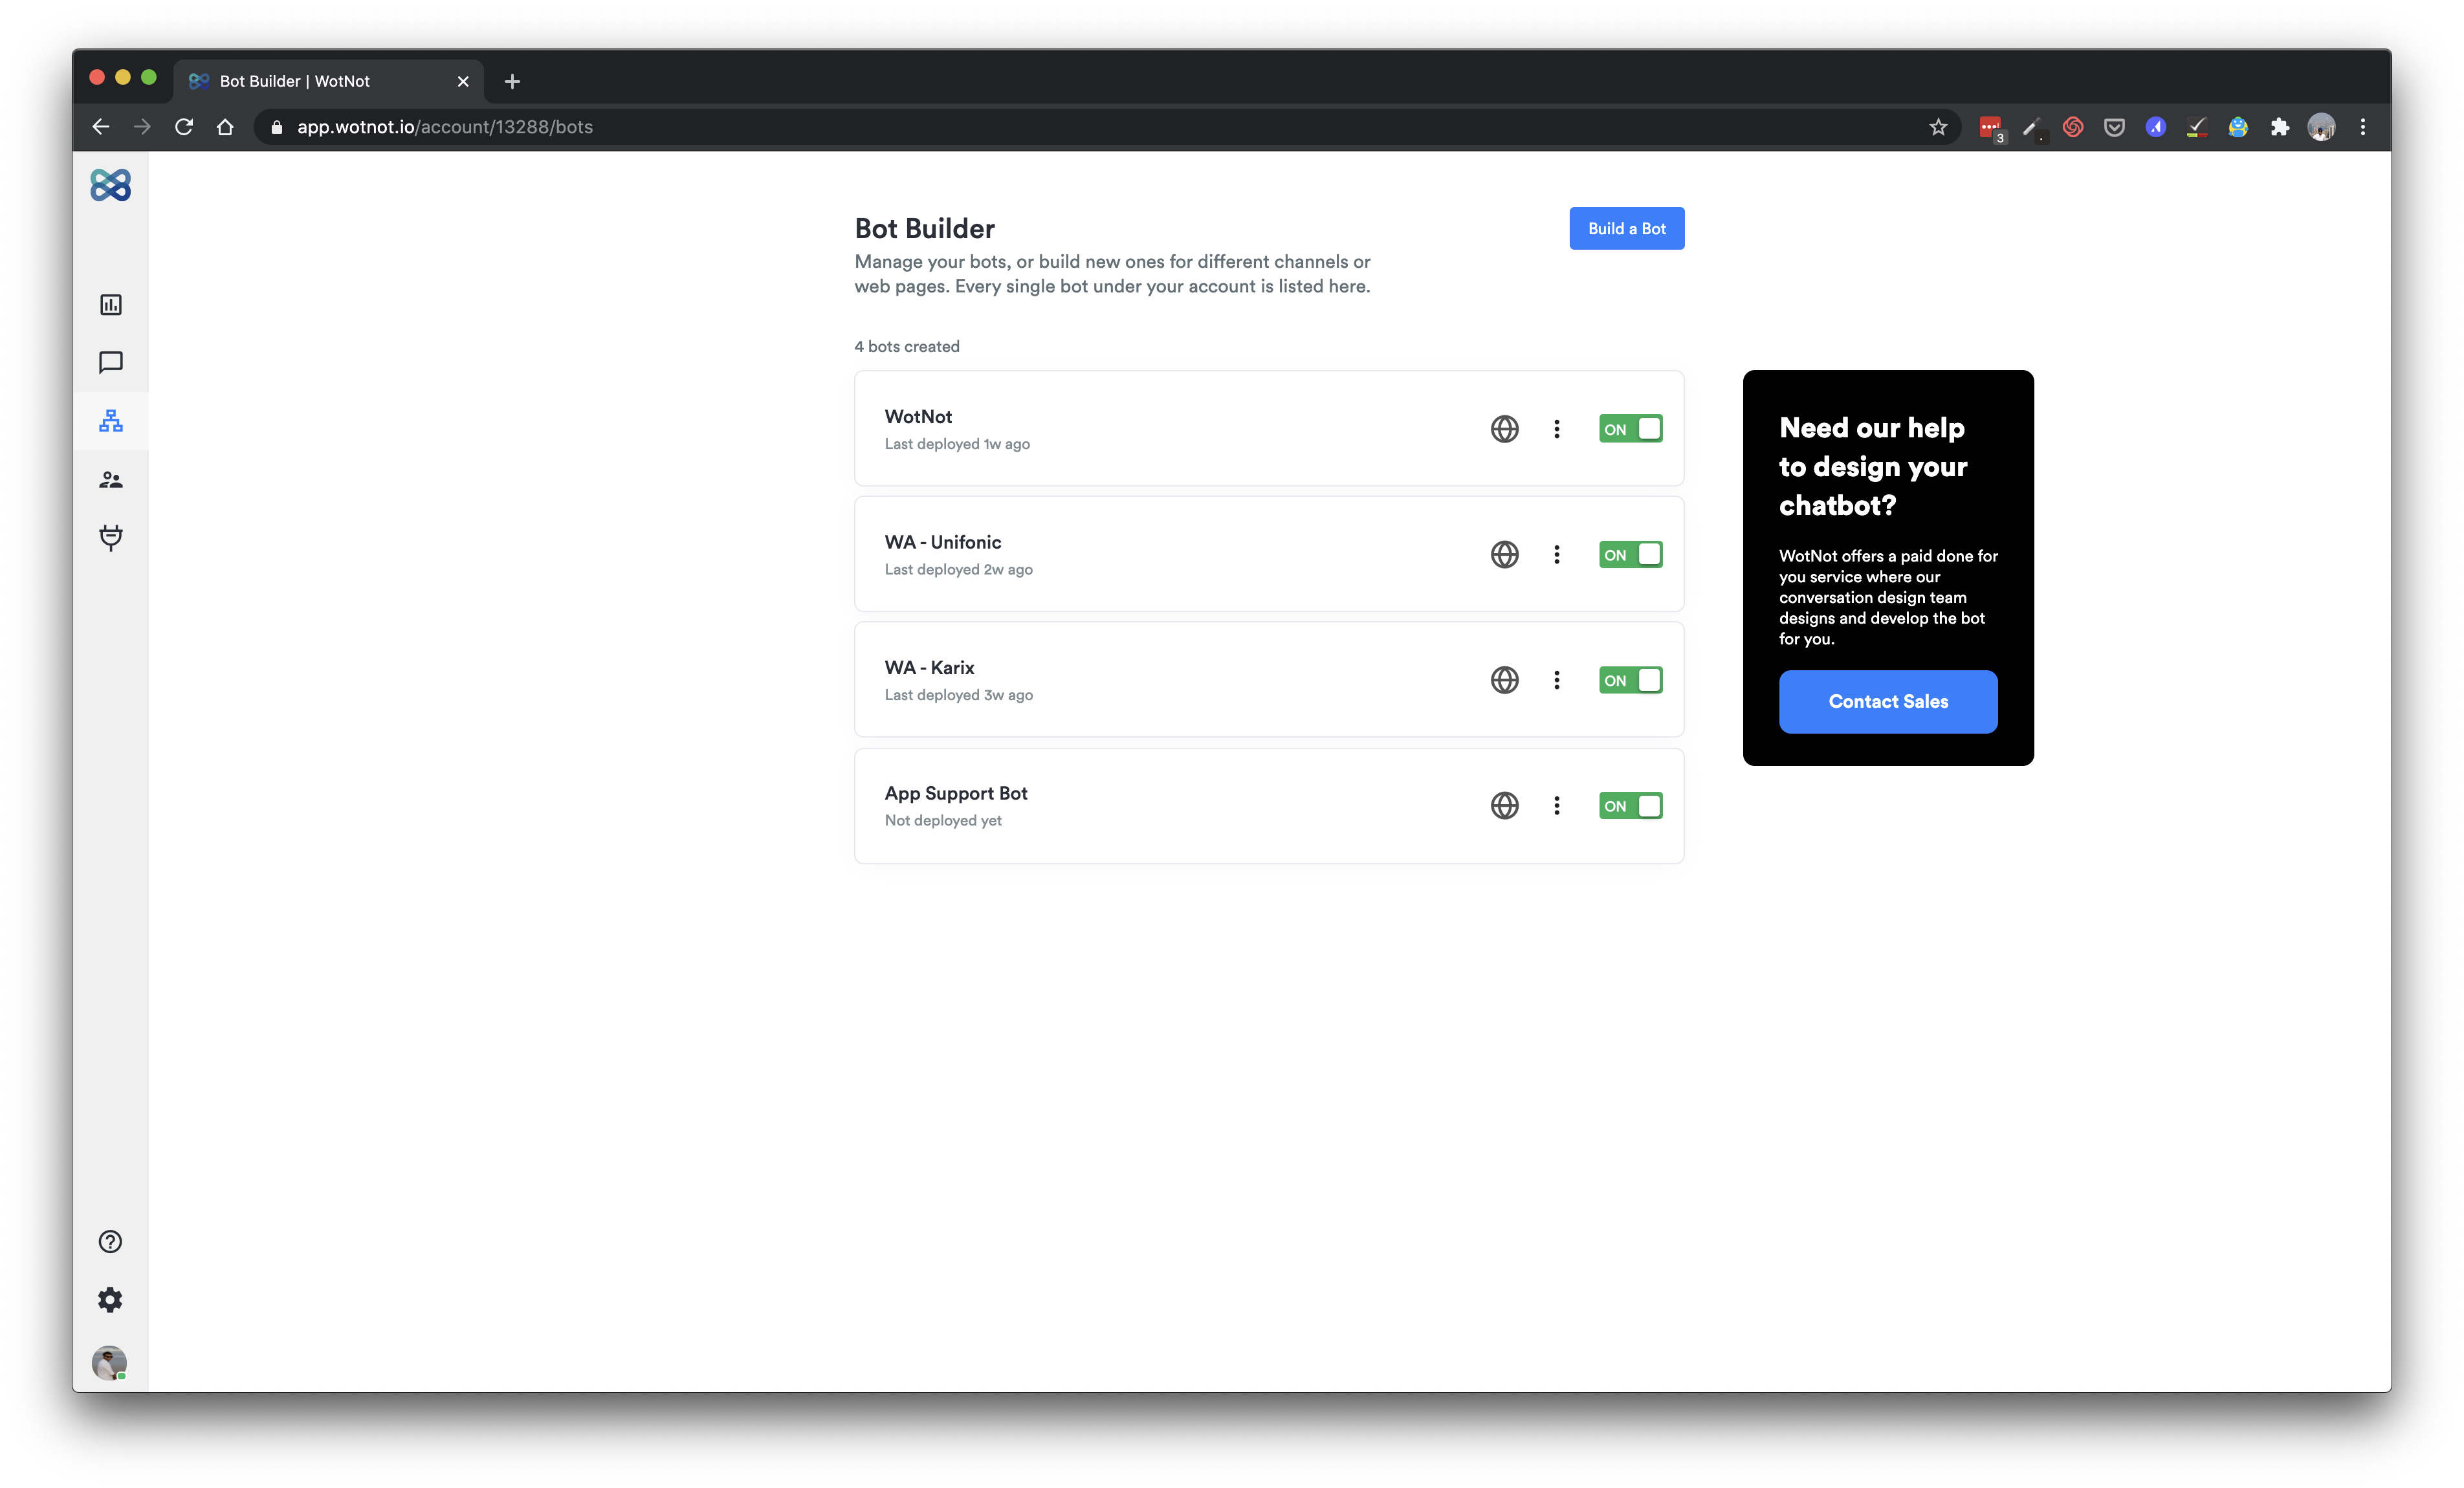 Bot Builder | WotNot
app.wotnot.io/account/13288/bots
3
Bot Builder
Build a Bot
Manage your bots, or build new ones for different channels or
web pages. Every single bot under your account is listed here.
4 bots created
WotNot
Last deployed 1w ago
ON
WA - Unifonic
Last deployed 2w ago
ON
WA - Karix
Last deployed 3w ago
ON
App Support Bot
Not deployed yet
ON
Need our help
to design your
chatbot?
WotNot offers a paid done for
you service where our
conversation design team
designs and develop the bot
for you.
Contact Sales